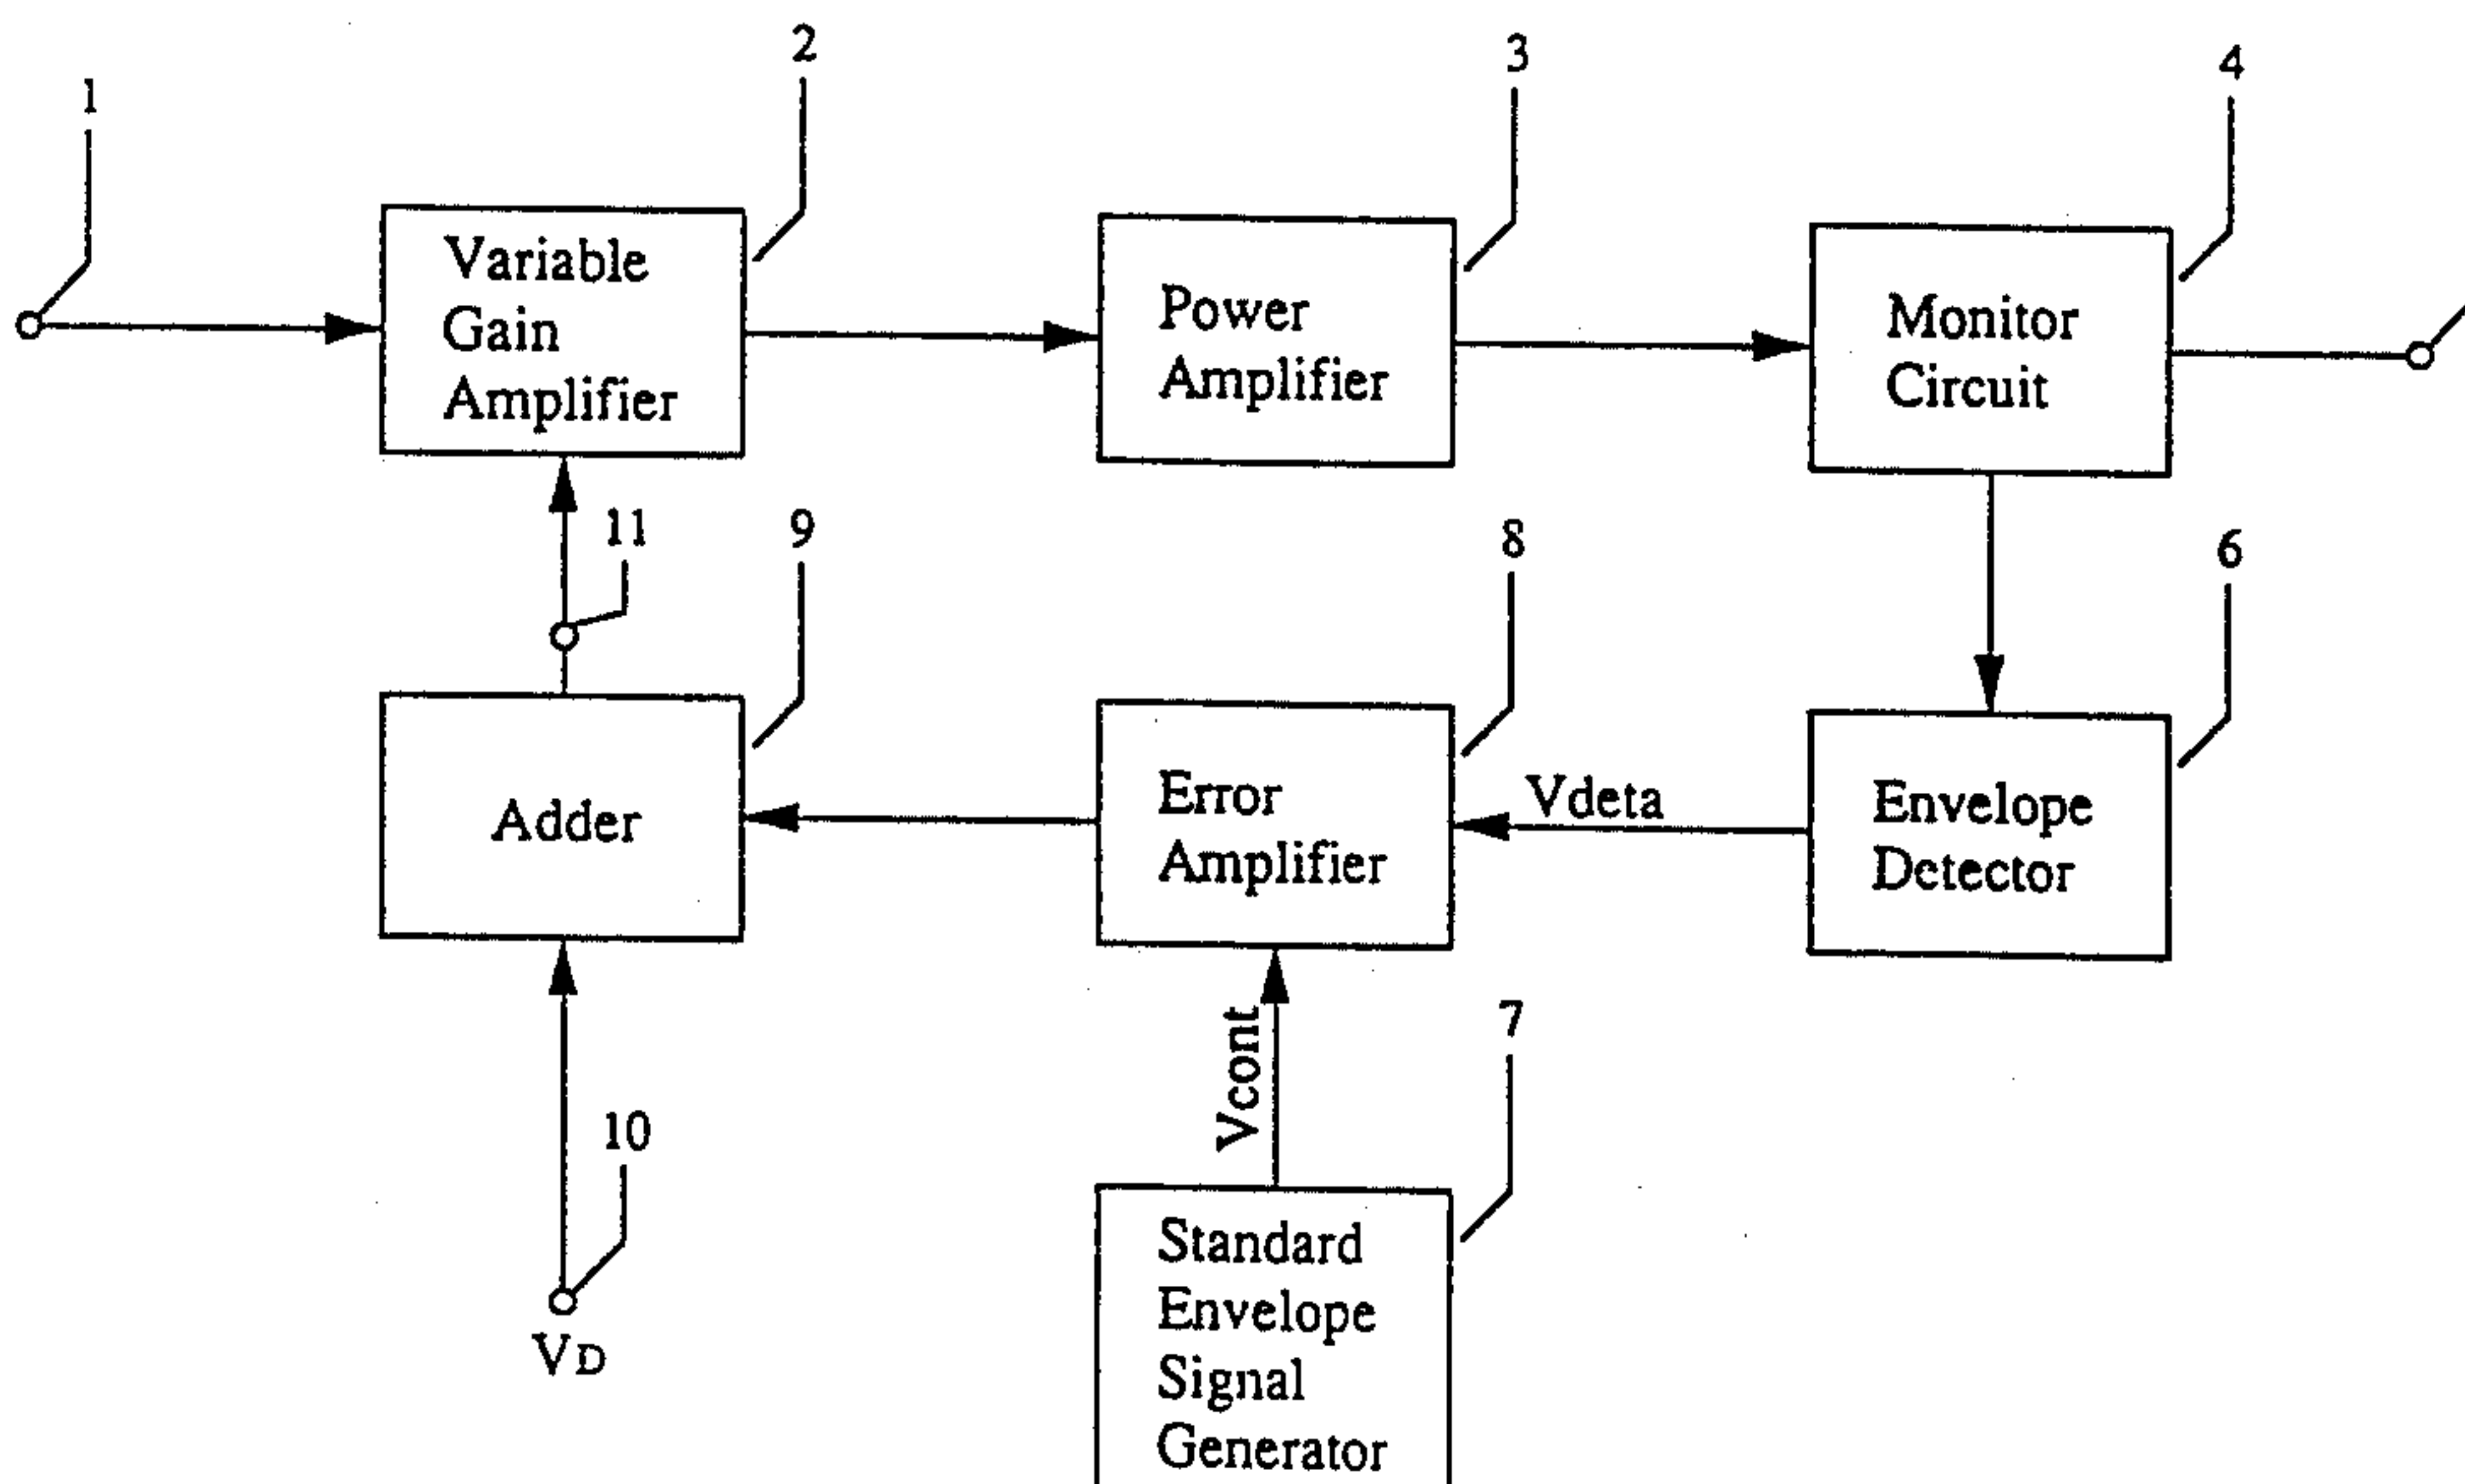 1
2
3
4
Variable
Gain
Amplifier
Power
Amplifier
Monitor
Circuit
11
9
8
6
Adder
Error
Amplifier
Vdeta
Envelope
Detector
Vcont
10
7
VD
Standard
Envelope
Signal
Generator